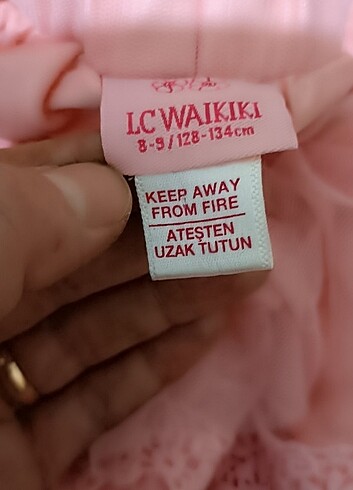 LC WAIKIKI
8-9/128-134cm
KEEP AWAY
FROM FIRE
ATEŞTEN
UZAK TUTUN